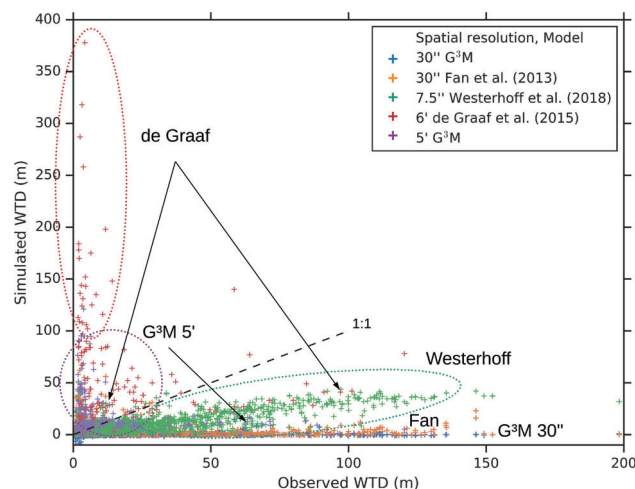 400
350
300
250
200
150
100
50
0
Simulated WTD (m)
0
50
100
150
200
Observed WTD (m)
Spatial resolution, Model
30'' G³M
30'' Fan et al. (2013)
7.5'' Westerhoff et al. (2018)
6' de Graaf et al. (2015)
5' G³M
de Graaf
G³M 5'
1:1
Westerhoff
Fan
G³M 30"